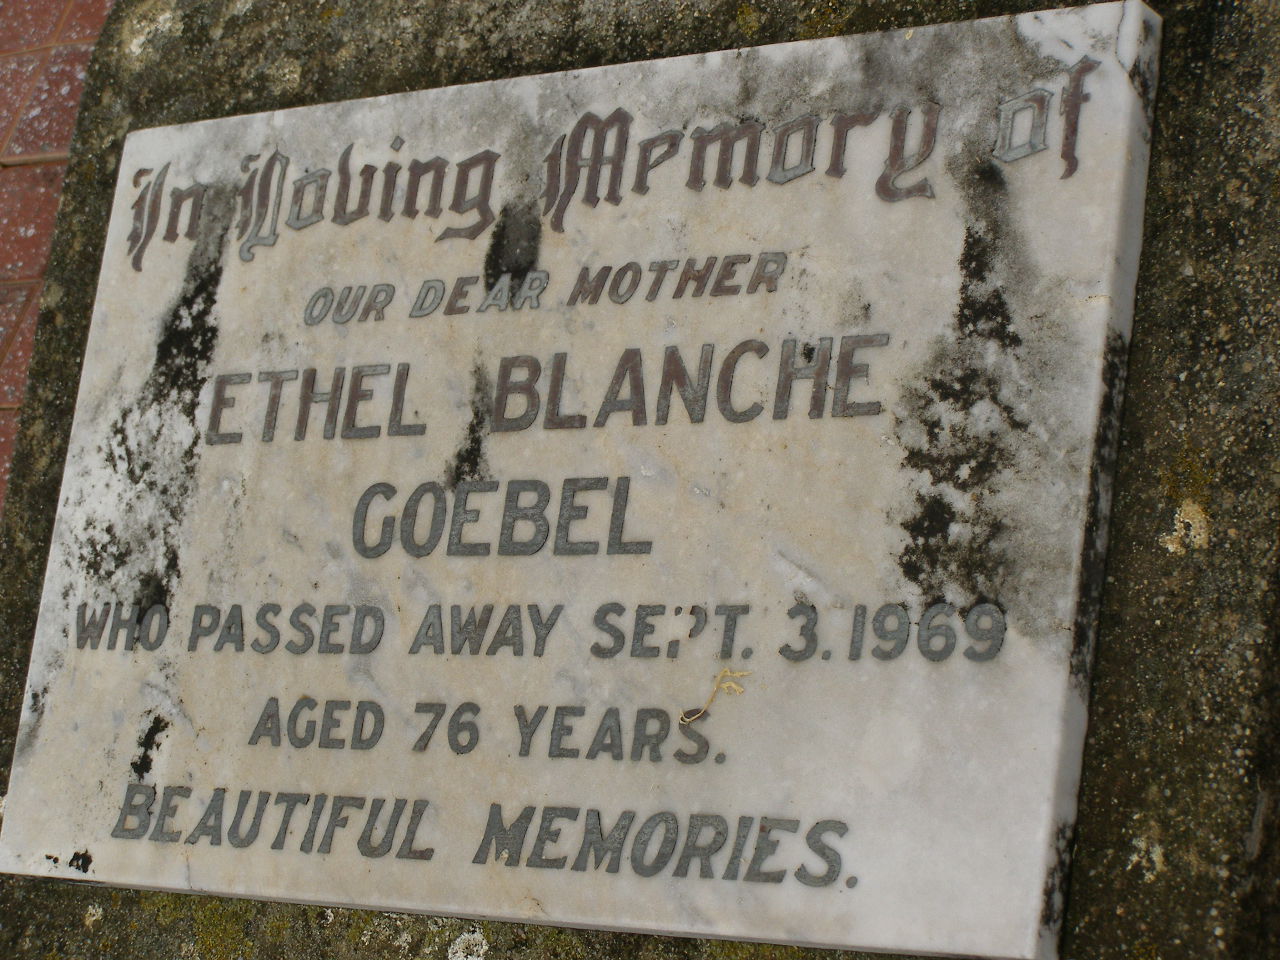 In Loving Memory of
OUR DEAR MOTHER
ETHEL BLANCHE
GOEBEL
WHO PASSED AWAY SEPT. 3. 1969
AGED 76 YEARS.
BEAUTIFUL MEMORIES.